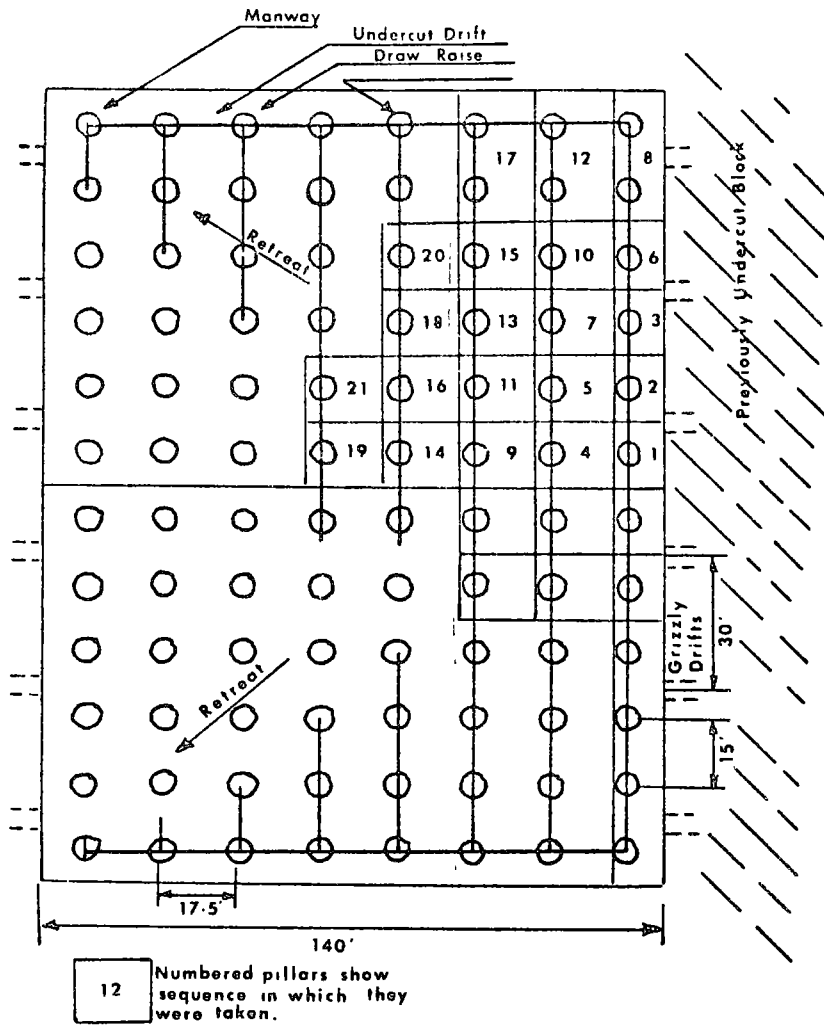 Manway
Undercut Drift
Draw Raise
17 12 8
Retreat
20 15 10 6
18 13 7 3
21 16 11 5 2
19 14 9 4 1
Previously Undercut Block
Retreat
Grizzly
Drifts
30'
15'
17·5'
140'
12
Numbered pillars show
sequence in which they
were taken.